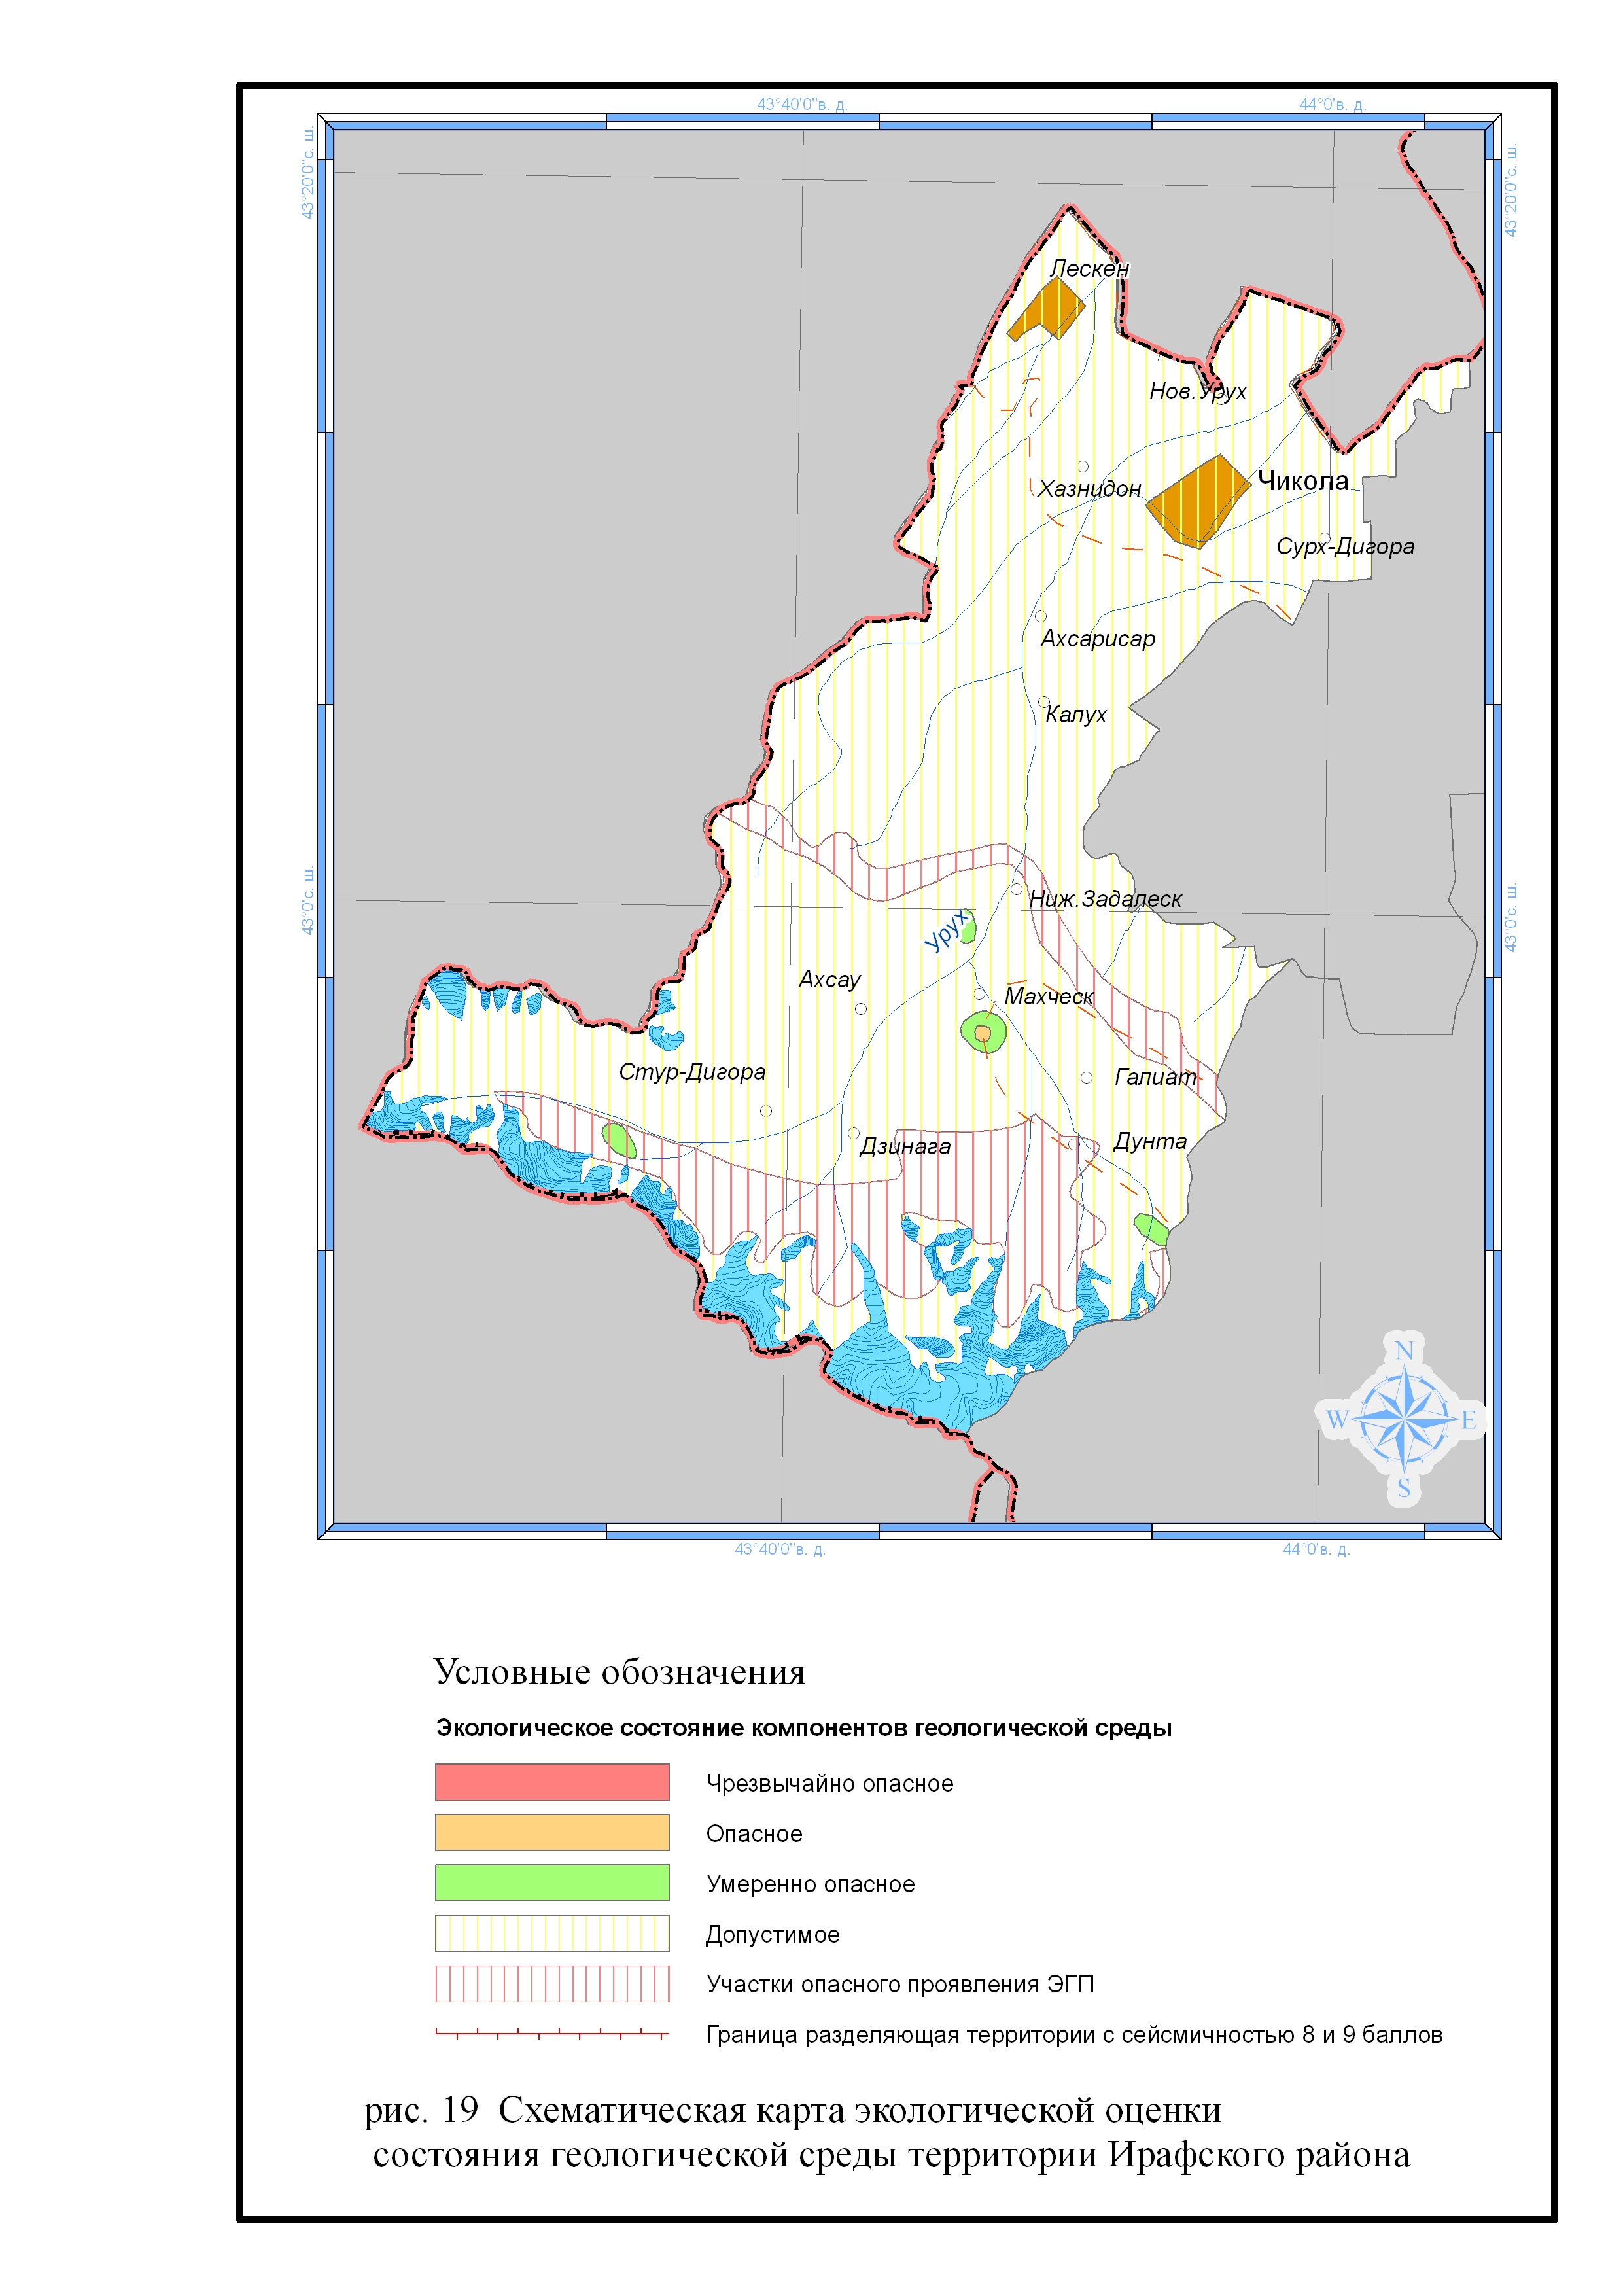 43°40'0"в. д.
44°0'в. д.
43°20'0"с. ш.
43°20'0"с. ш.
Лескен
Нов.Урух
Хазнидон
Чикола
Сурх-Дигора
Ахсарисар
Калух
43°0'с. ш.
43°0'с. ш.
Ниж.Задалеск
Урух
Ахсау
Махческ
Стур-Дигора
Галиат
Дзинага
Дунта
N
W
E
S
43°40'0"в. д.
44°0'в. д.
Условные обозначения
Экологическое состояние компонентов геологической среды
Чрезвычайно опасное
Опасное
Умеренно опасное
Допустимое
Участки опасного проявления ЭГП
Граница разделяющая территории с сейсмичностью 8 и 9 баллов
рис. 19 Схематическая карта экологической оценки
состояния геологической среды территории Ирафского района